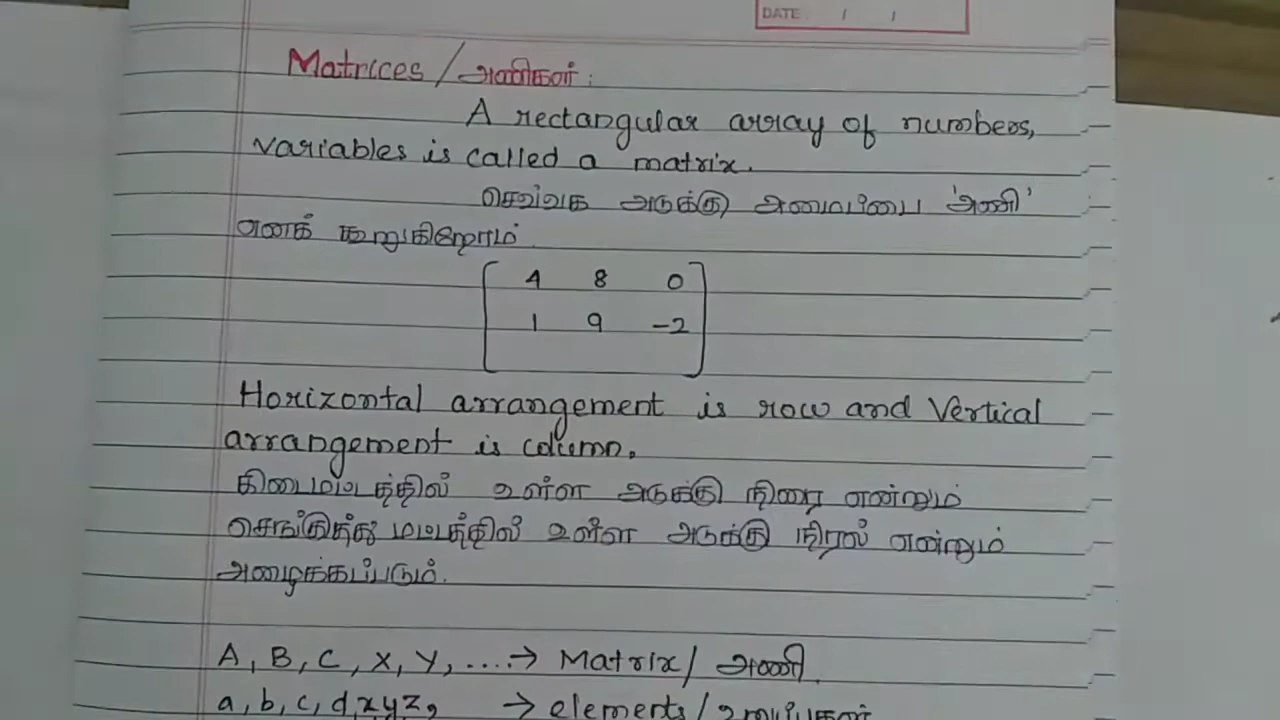 DATE / /
Matrices / அணிகள் :
A rectangular array of numbers,
variables is called a matrix.
செவ்வக அடுக்கு அமைப்பை 'அணி'
எனக் கூறுகிறோம்.
4 8 0
1 9 -2
Horizontal arrangement is row and Vertical
arrangement is column.
கிடைமட்டத்தில் உள்ள அடுக்கு நிரை என்றும்
செங்குத்து மட்டத்தில் உள்ள அடுக்கு நிரல் என்றும்
அழைக்கப்படும்.
A, B, C, X, Y, ....→ Matrix / அணி.
a, b, c, d, x y z, → elements / உறுப்புகள்